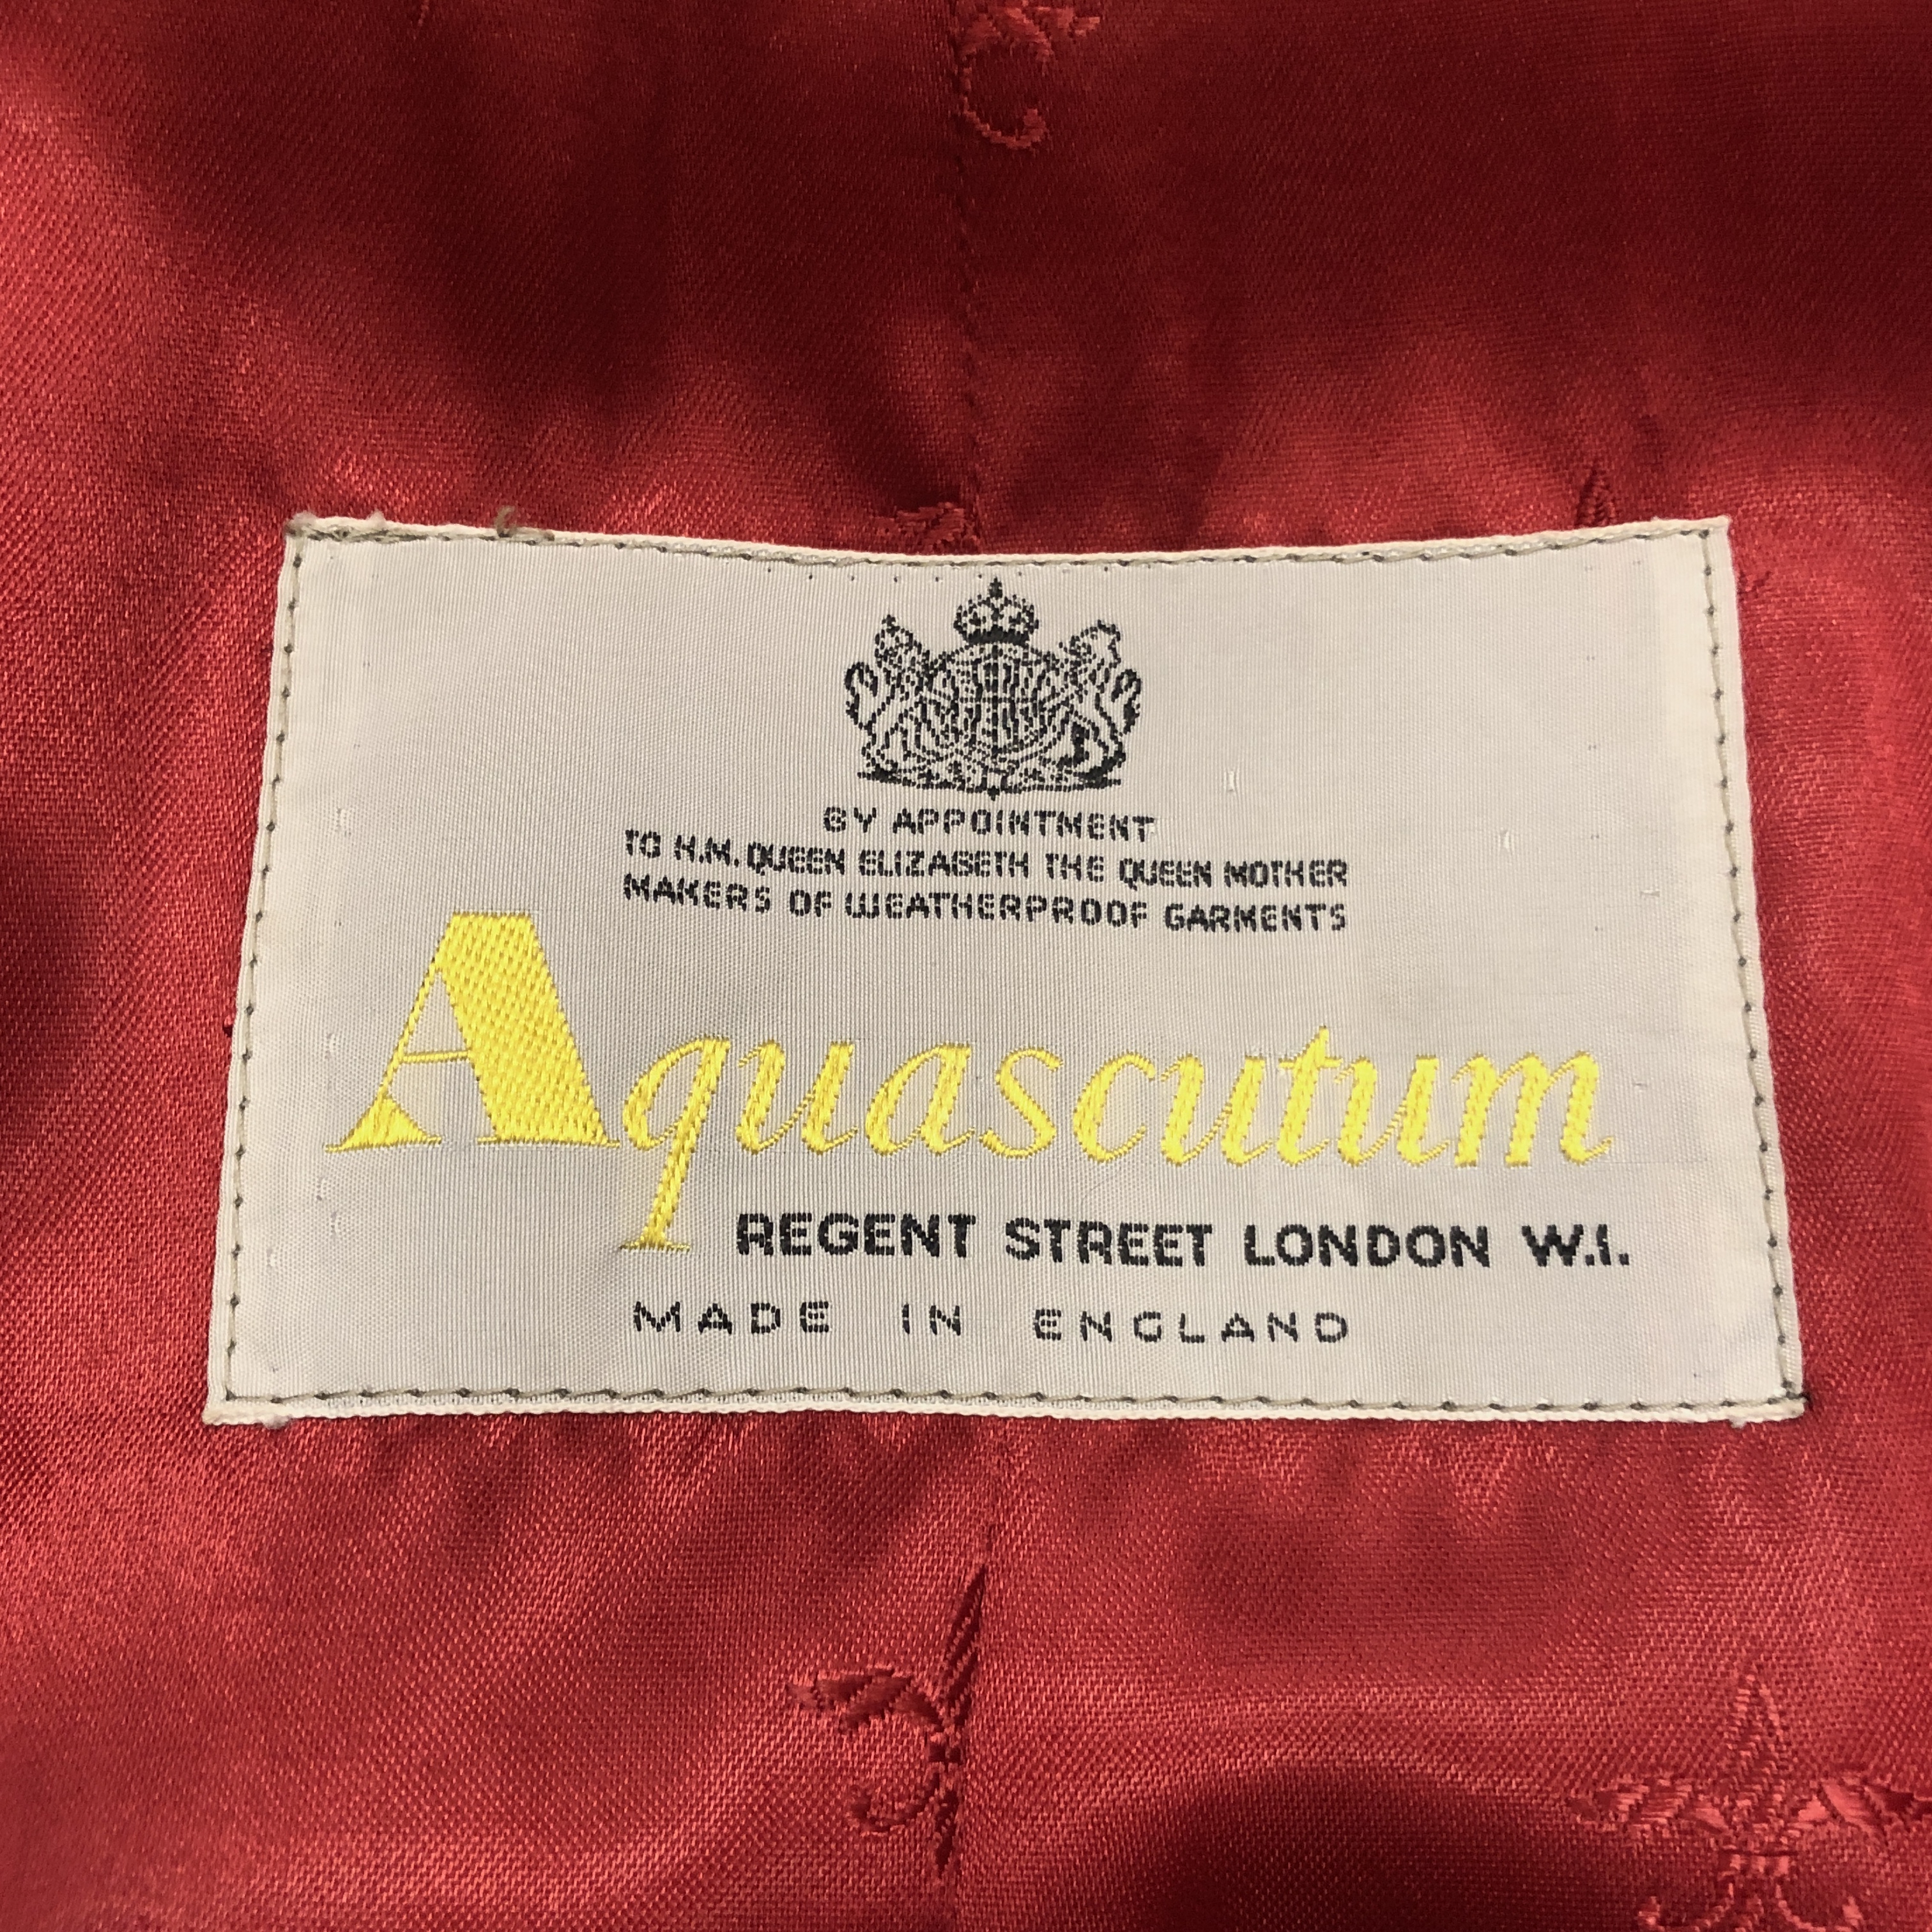 BY APPOINTMENT
TO H.M. QUEEN ELIZABETH THE QUEEN MOTHER
MAKERS OF WEATHERPROOF GARMENTS
Aquascutum
REGENT STREET LONDON W.I.
MADE IN ENGLAND